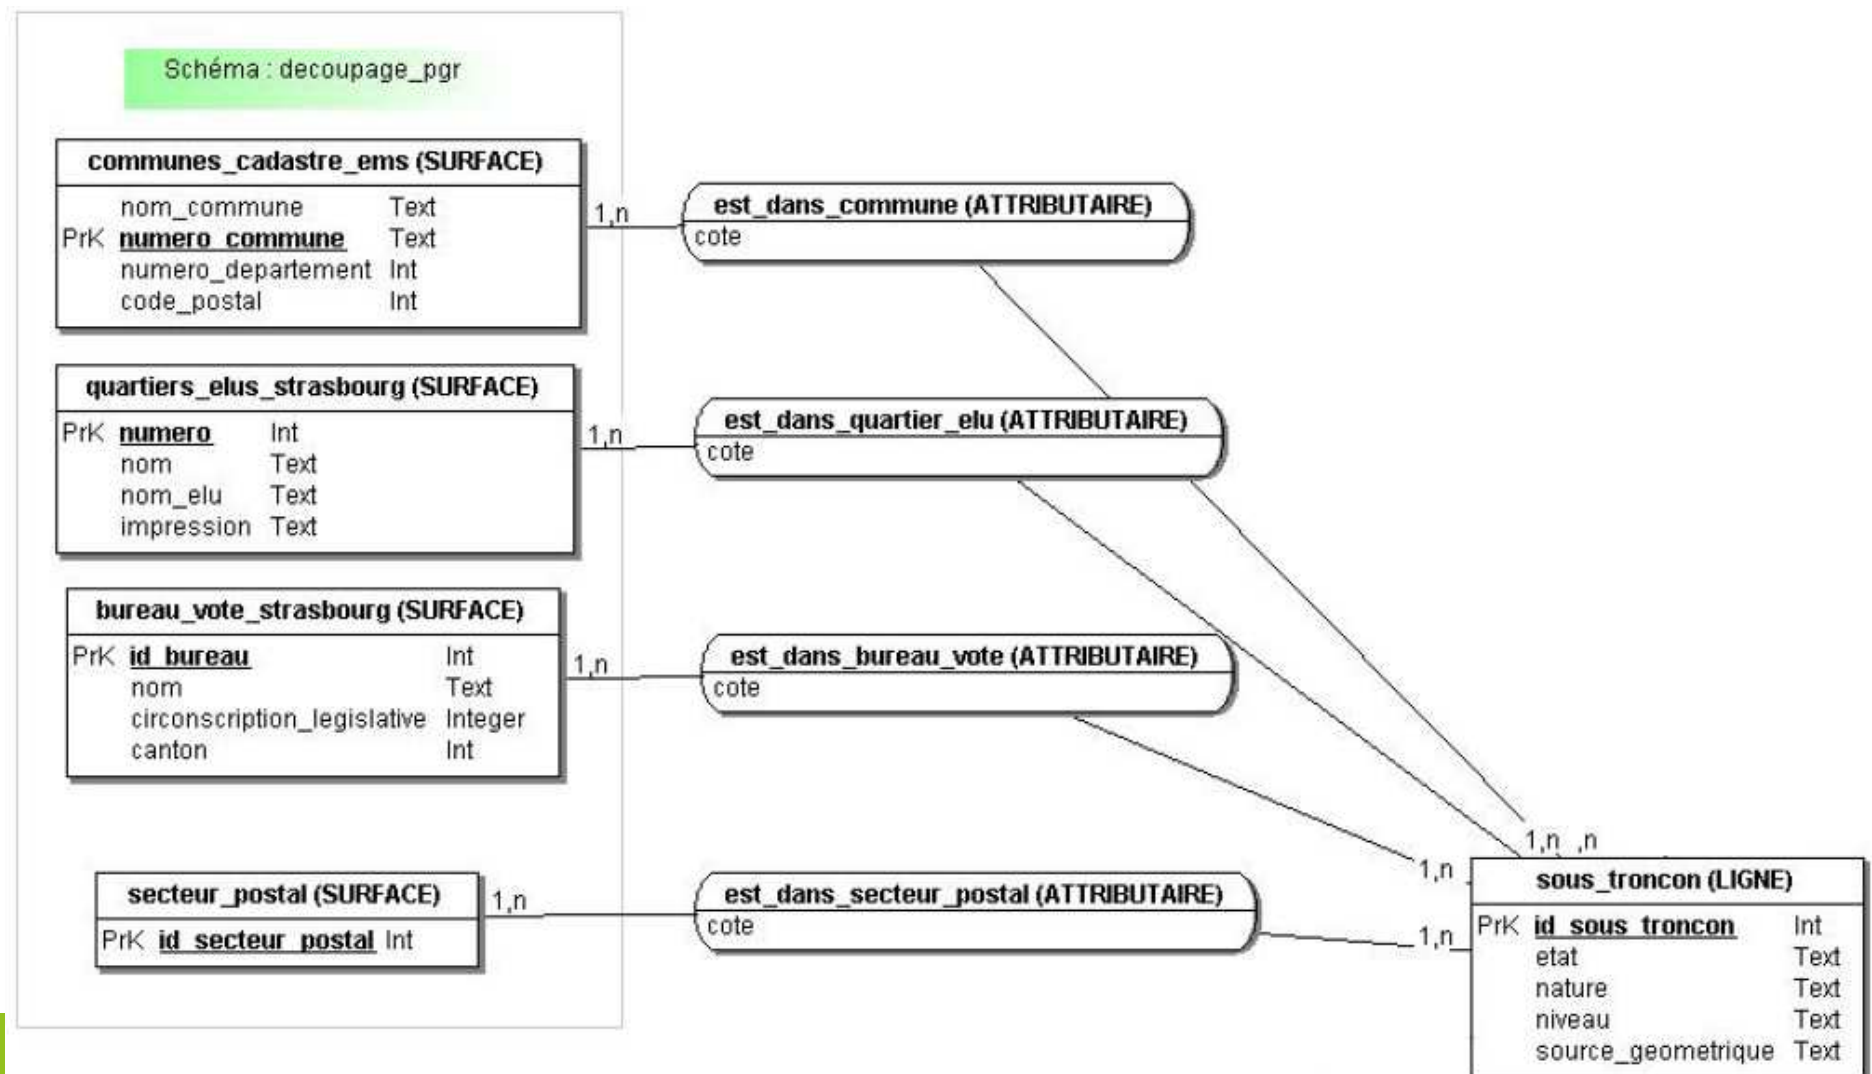 Schéma : decoupage_pgr
communes_cadastre_ems (SURFACE)
nom_commune Text
PrK numero_commune Text
numero_departement Int
code_postal Int
1,n
est_dans_commune (ATTRIBUTAIRE)
cote
quartiers_elus_strasbourg (SURFACE)
PrK numero Int
nom Text
nom_elu Text
impression Text
1,n
est_dans_quartier_elu (ATTRIBUTAIRE)
cote
bureau_vote_strasbourg (SURFACE)
PrK id_bureau Int
nom Text
circonscription_legislative Integer
canton Int
1,n
est_dans_bureau_vote (ATTRIBUTAIRE)
cote
secteur_postal (SURFACE)
PrK id_secteur_postal Int
1,n
est_dans_secteur_postal (ATTRIBUTAIRE)
cote
1,n ,n
1,n
1,n
sous_troncon (LIGNE)
PrK id_sous_troncon Int
etat Text
nature Text
niveau Text
source_geometrique Text